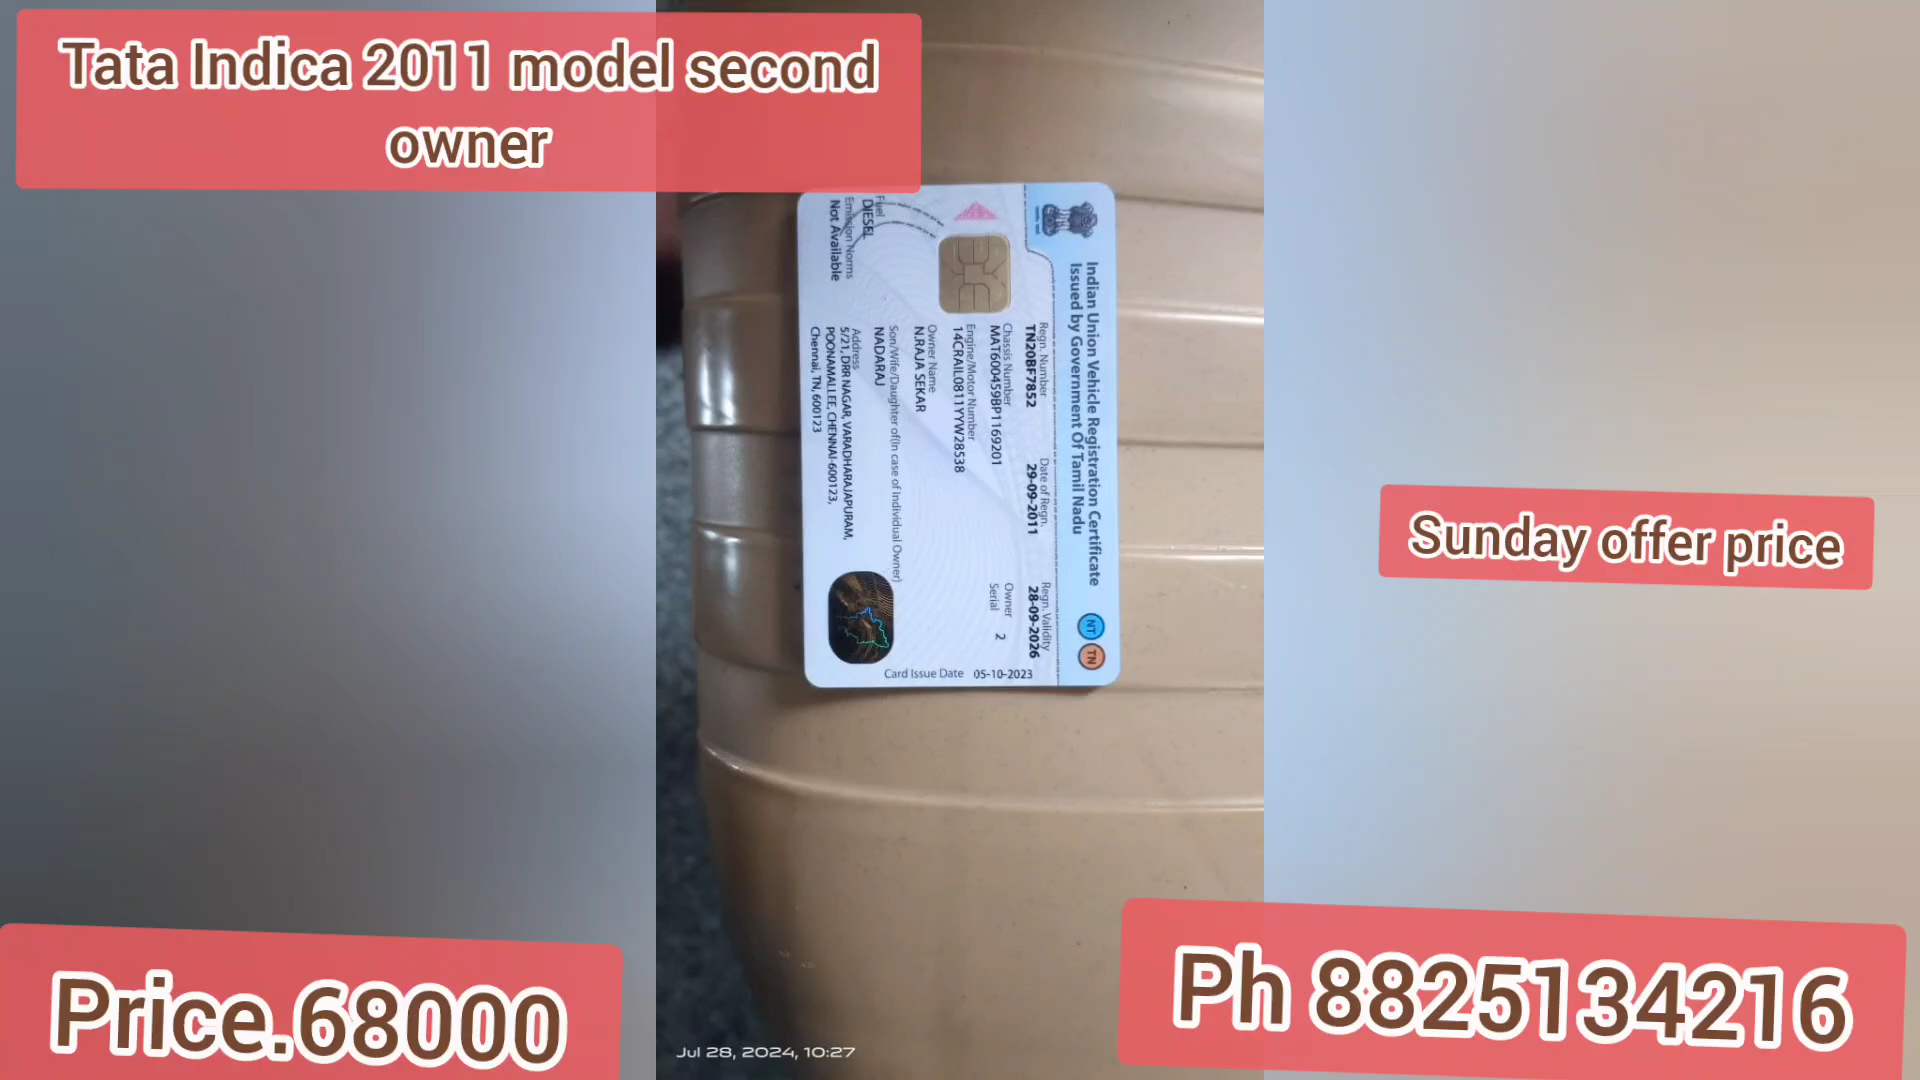 Tata Indica 2011 model second
owner
Indian Union Vehicle Registration Certificate
Issued by Government Of Tamil Nadu
NT
TN
Regn. Number
TN20BF7852
Date of Regn.
29-09-2011
Regn. Validity
28-09-2026
Chassis Number
MAT600459BP1169201
Owner
Serial
2
Engine/Motor Number
14CRAIL0811YYW28538
Owner Name
N.RAJA SEKAR
Son/Wife/Daughter of(In case of Individual Owner)
NADARAJ
Fuel
DIESEL
Emission Norms
Not Available
Address
5/21, DRR NAGAR, VARADHARAJAPURAM,
POONAMALLEE, CHENNAI-600123,
Chennai, TN, 600123
Card Issue Date 05-10-2023
Sunday offer price
Price.68000
Ph 8825134216
Jul 28, 2024, 10:27